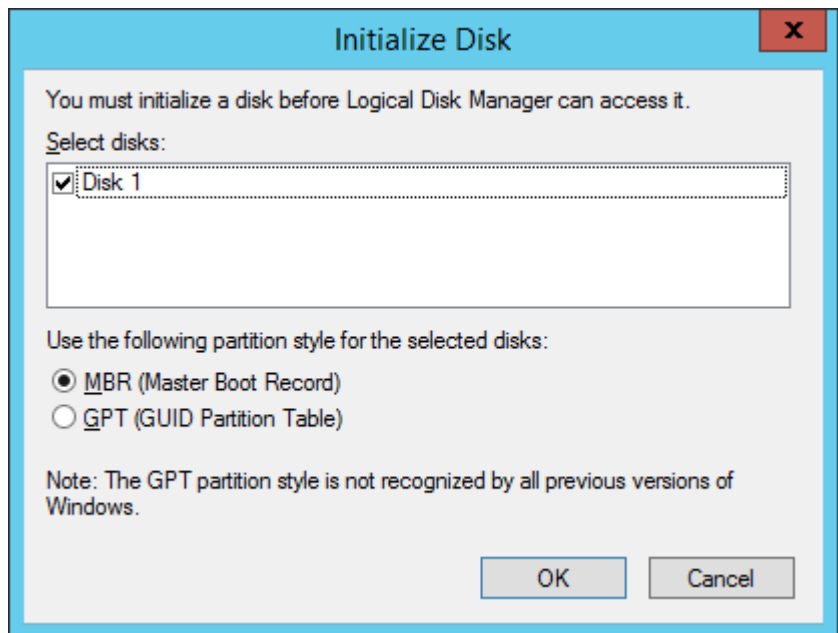 Initialize Disk
x
You must initialize a disk before Logical Disk Manager can access it.
Select disks:
Disk 1
Use the following partition style for the selected disks:
MBR (Master Boot Record)
GPT (GUID Partition Table)
Note: The GPT partition style is not recognized by all previous versions of
Windows.
OK Cancel